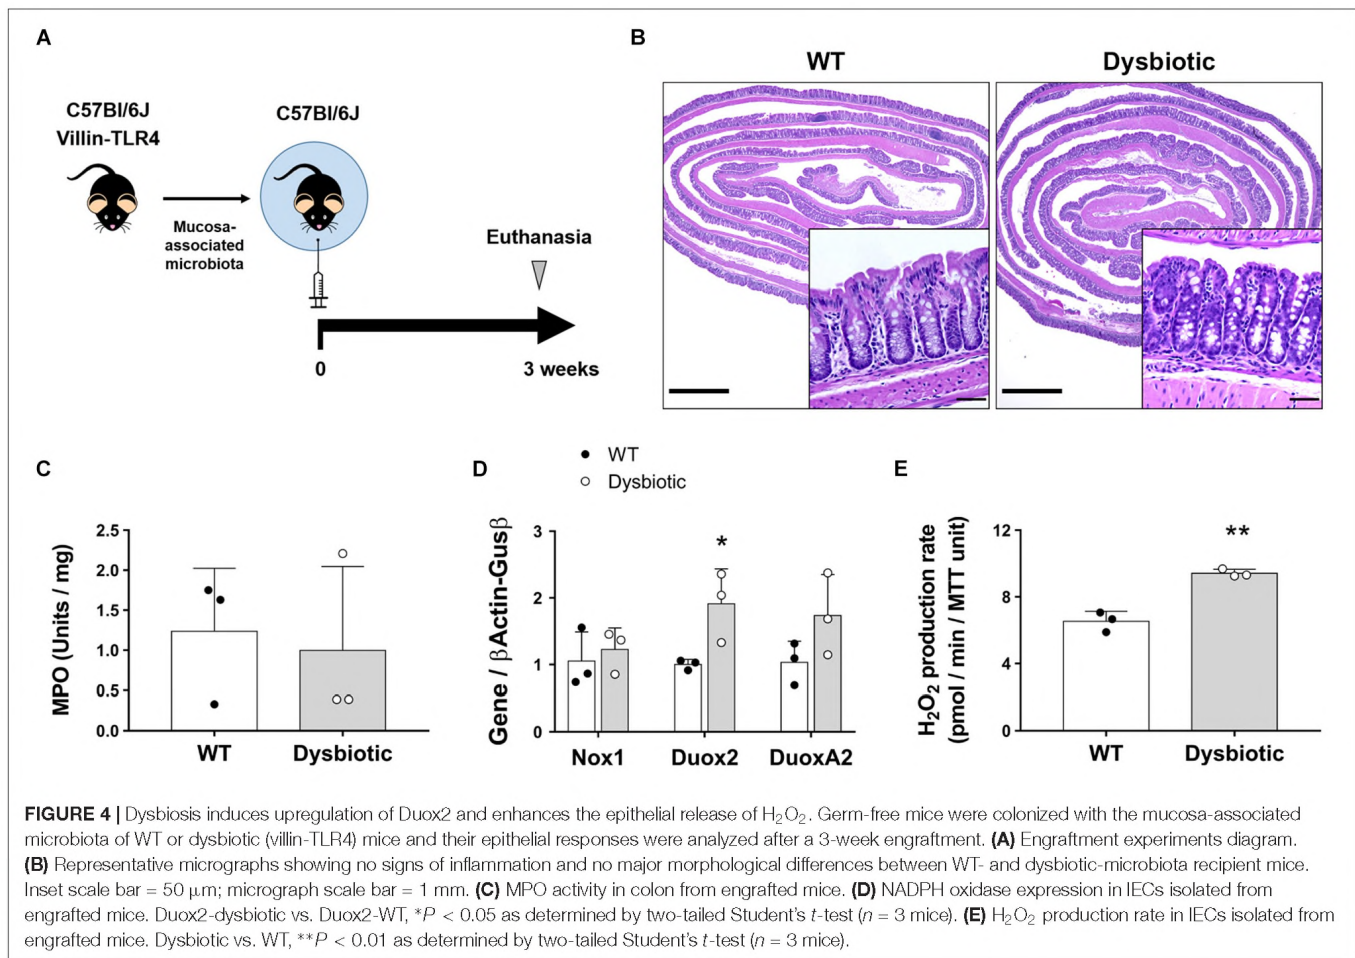 A
C57Bl/6J
Villin-TLR4
C57Bl/6J
Mucosa-
associated
microbiota
Euthanasia
0
3 weeks
B
WT
Dysbiotic
C
MPO (Units / mg)
2.5
2.0
1.5
1.0
0.5
0.0
WT
Dysbiotic
D
WT
Dysbiotic
Gene / βActin-Gusβ
3
2
1
0
*
Nox1
Duox2
DuoxA2
E
H₂O₂ production rate
(pmol / min / MTT unit)
12
8
4
0
**
WT
Dysbiotic
FIGURE 4 | Dysbiosis induces upregulation of Duox2 and enhances the epithelial release of H₂O₂. Germ-free mice were colonized with the mucosa-associated
microbiota of WT or dysbiotic (villin-TLR4) mice and their epithelial responses were analyzed after a 3-week engraftment. (A) Engraftment experiments diagram.
(B) Representative micrographs showing no signs of inflammation and no major morphological differences between WT- and dysbiotic-microbiota recipient mice.
Inset scale bar = 50 μm; micrograph scale bar = 1 mm. (C) MPO activity in colon from engrafted mice. (D) NADPH oxidase expression in IECs isolated from
engrafted mice. Duox2-dysbiotic vs. Duox2-WT, *P < 0.05 as determined by two-tailed Student's t-test (n = 3 mice). (E) H₂O₂ production rate in IECs isolated from
engrafted mice. Dysbiotic vs. WT, **P < 0.01 as determined by two-tailed Student's t-test (n = 3 mice).